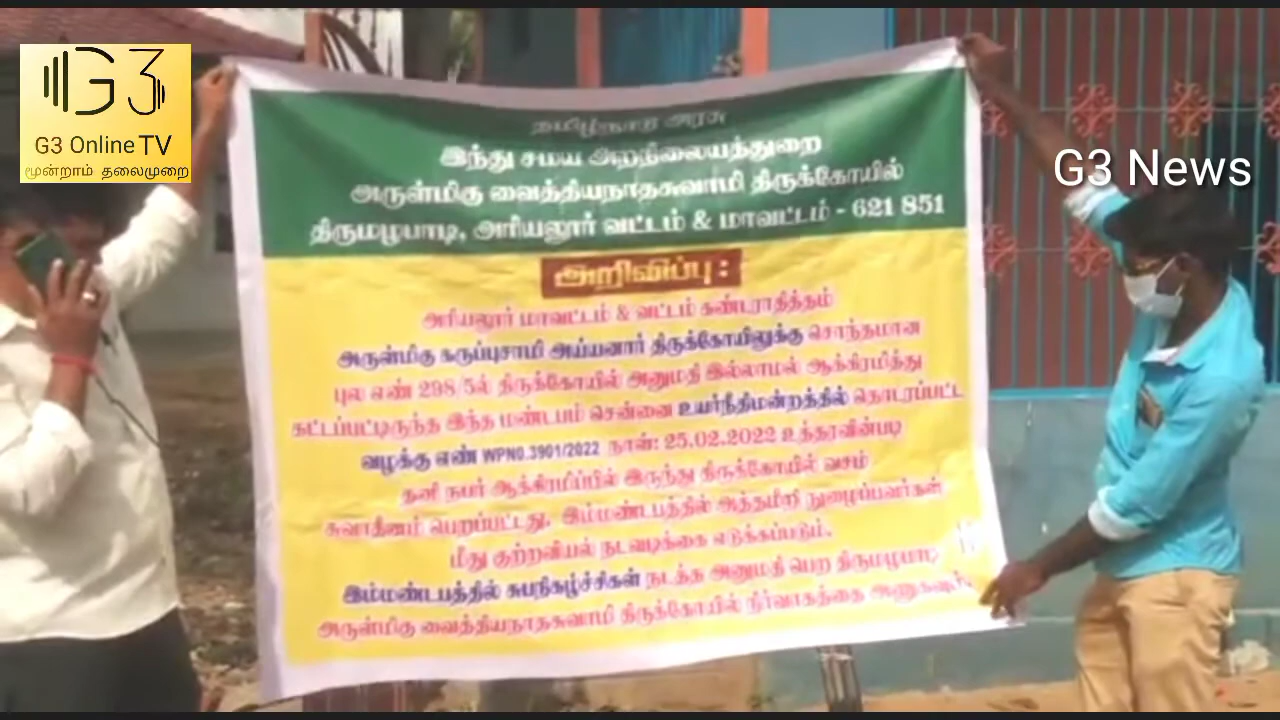 G3
G3 Online TV
மூன்றாம் தலைமுறை
G3 News
தமிழ்நாடு அரசு
இந்து சமய அறநிலையத்துறை
அருள்மிகு வைத்தியநாதசுவாமி திருக்கோயில்
திருமழபாடி, அரியலூர் வட்டம் & மாவட்டம் - 621 851
அறிவிப்பு :
அரியலூர் மாவட்டம் & வட்டம் கண்டராதித்தம்
அருள்மிகு கருப்புசாமி அய்யனார் திருக்கோயிலுக்கு சொந்தமான
புல எண் 298 5ல் திருக்கோயில் அனுமதி இல்லாமல் ஆக்கிரமித்து
கட்டப்பட்டிருந்த இந்த மண்டபம் சென்னை உயர்நீதிமன்றத்தில் தொடரப்பட்ட
வழக்கு எண் WPNO.3901/2022 நாள்: 25.02.2022 உத்தரவின்படி
தனி நபர் ஆக்கிரமிப்பில் இருந்து திருக்கோயில் வசம்
சுவாதீனம் பெறப்பட்டது. இம்மண்டபத்தில் அத்துமீறி நுழைப்பவர்கள்
மீது குற்றவியல் நடவடிக்கை எடுக்கப்படும்.
இம்மண்டபத்தில் சுபநிகழ்ச்சிகள் நடத்த அனுமதி பெற திருமழபாடி
அருள்மிகு வைத்தியநாதசுவாமி திருக்கோயில் நிர்வாகத்தை அணுகவும்